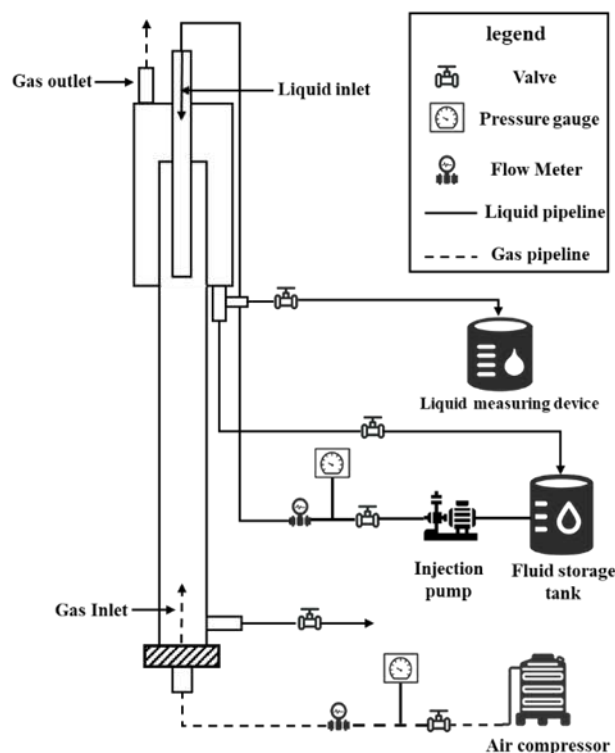 legend
Valve
Pressure gauge
Flow Meter
Liquid pipeline
Gas pipeline
Gas outlet
Liquid inlet
Liquid measuring device
Injection
pump
Fluid storage
tank
Gas Inlet
Air compressor